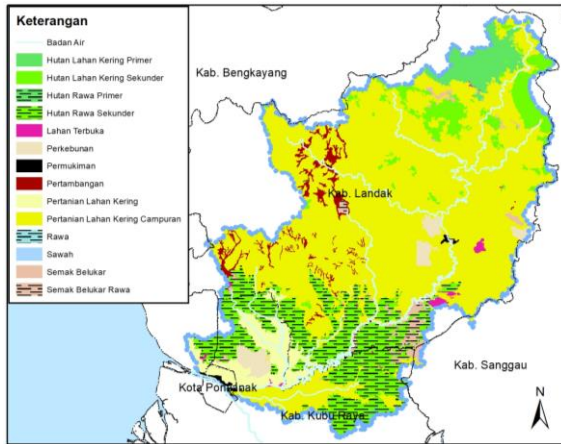 Keterangan
Badan Air
Hutan Lahan Kering Primer
Hutan Lahan Kering Sekunder
Hutan Rawa Primer
Hutan Rawa Sekunder
Lahan Terbuka
Perkebunan
Permukiman
Pertambangan
Pertanian Lahan Kering
Pertanian Lahan Kering Campuran
Rawa
Sawah
Semak Belukar
Semak Belukar Rawa
Kab. Bengkayang
Kab. Landak
Kab. Sanggau
Kota Pontianak
Kab. Kubu Raya
N